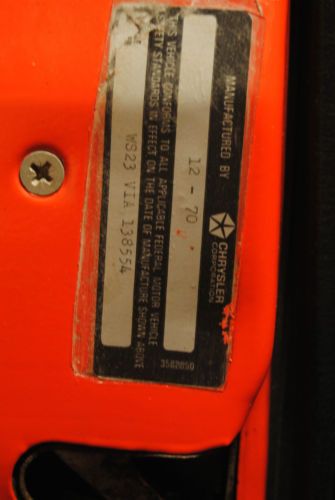 MANUFACTURED BY CHRYSLER
CORPORATION
12 - 70
THIS VEHICLE CONFORMS TO ALL APPLICABLE FEDERAL MOTOR VEHICLE
SAFETY STANDARDS IN EFFECT ON THE DATE OF MANUFACTURE SHOWN ABOVE
WS23 V1A 138554
3582050